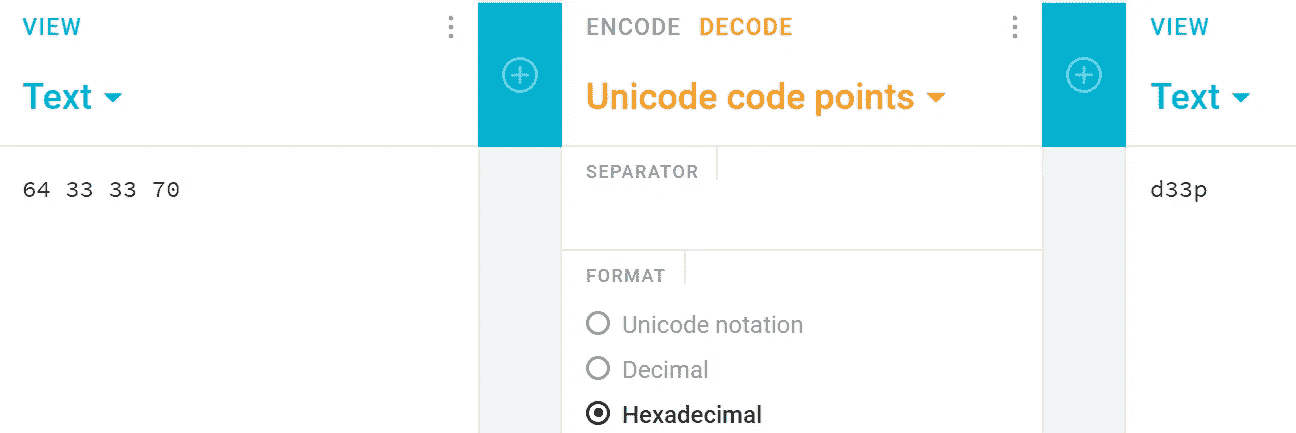 VIEW
Text
64 33 33 70
ENCODE DECODE
Unicode code points
SEPARATOR
FORMAT
Unicode notation
Decimal
Hexadecimal
VIEW
Text
d33p